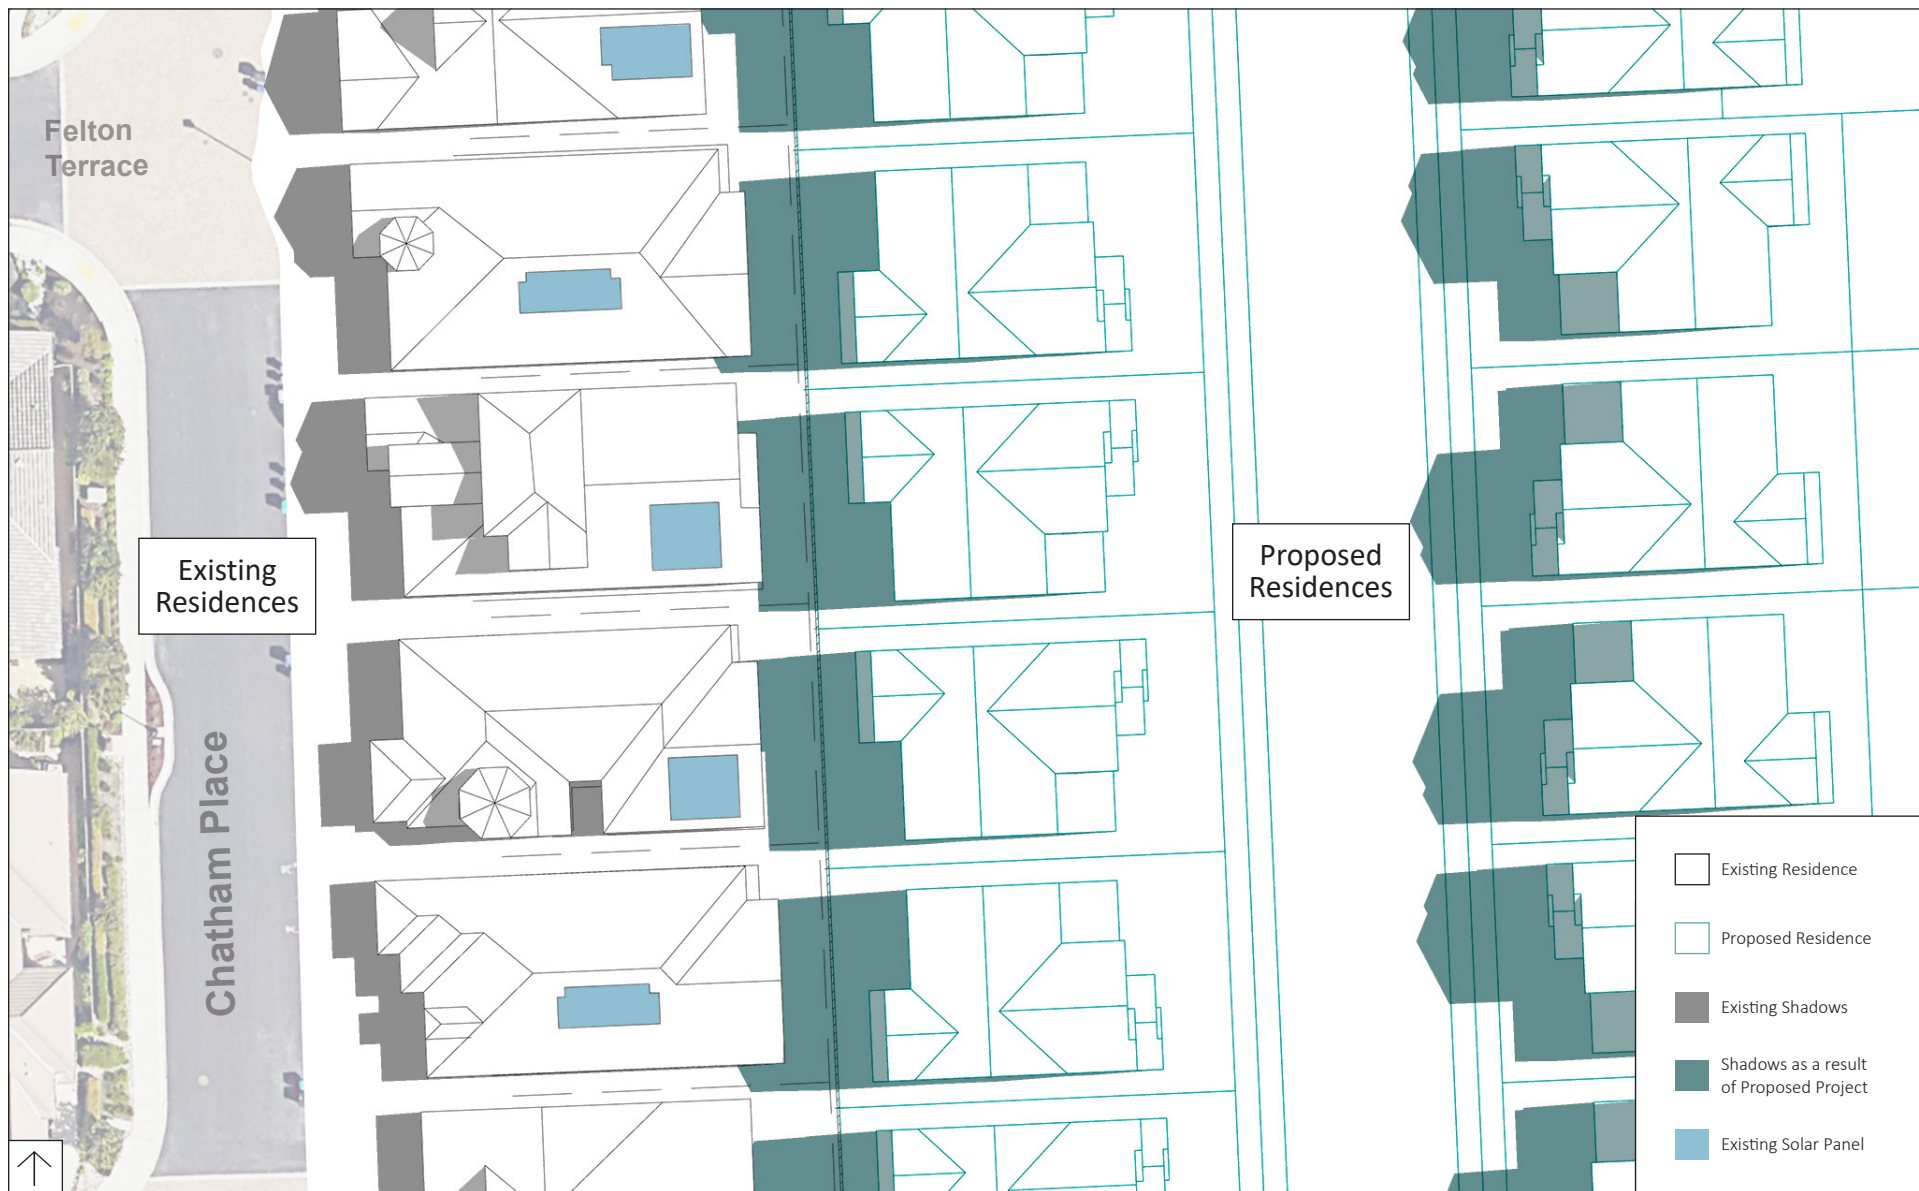 Felton
Terrace
Existing
Residences
Proposed
Residences
Chatham Place
Existing Residence
Proposed Residence
Existing Shadows
Shadows as a result
of Proposed Project
Existing Solar Panel